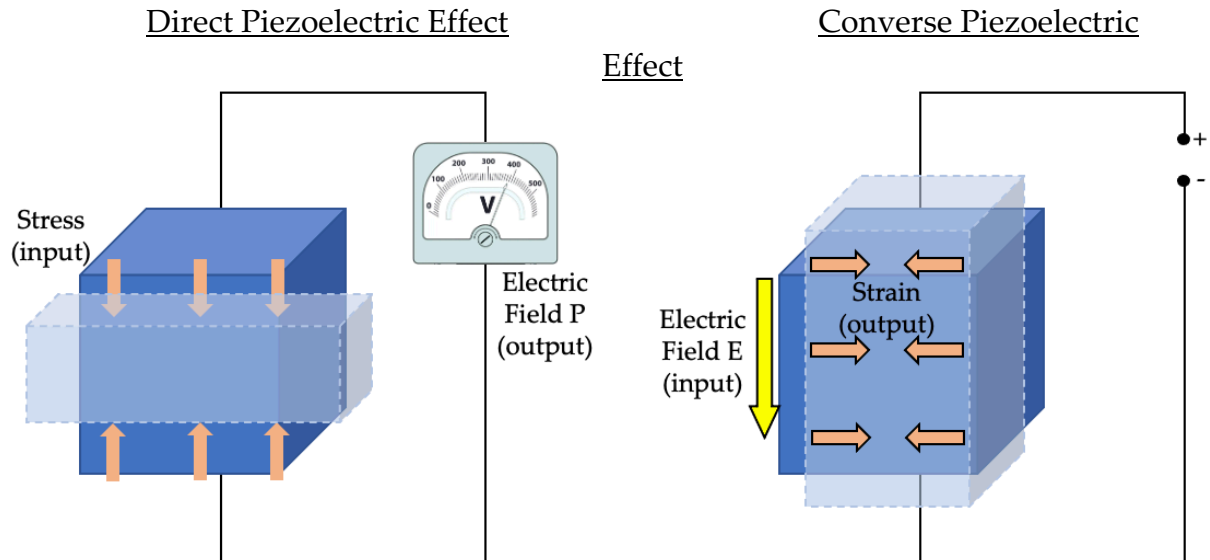 Direct Piezoelectric Effect
Converse Piezoelectric
Effect
Stress
(input)
0
100
200
300
400
500
V
Electric
Field P
(output)
+
-
Strain
(output)
Electric
Field E
(input)